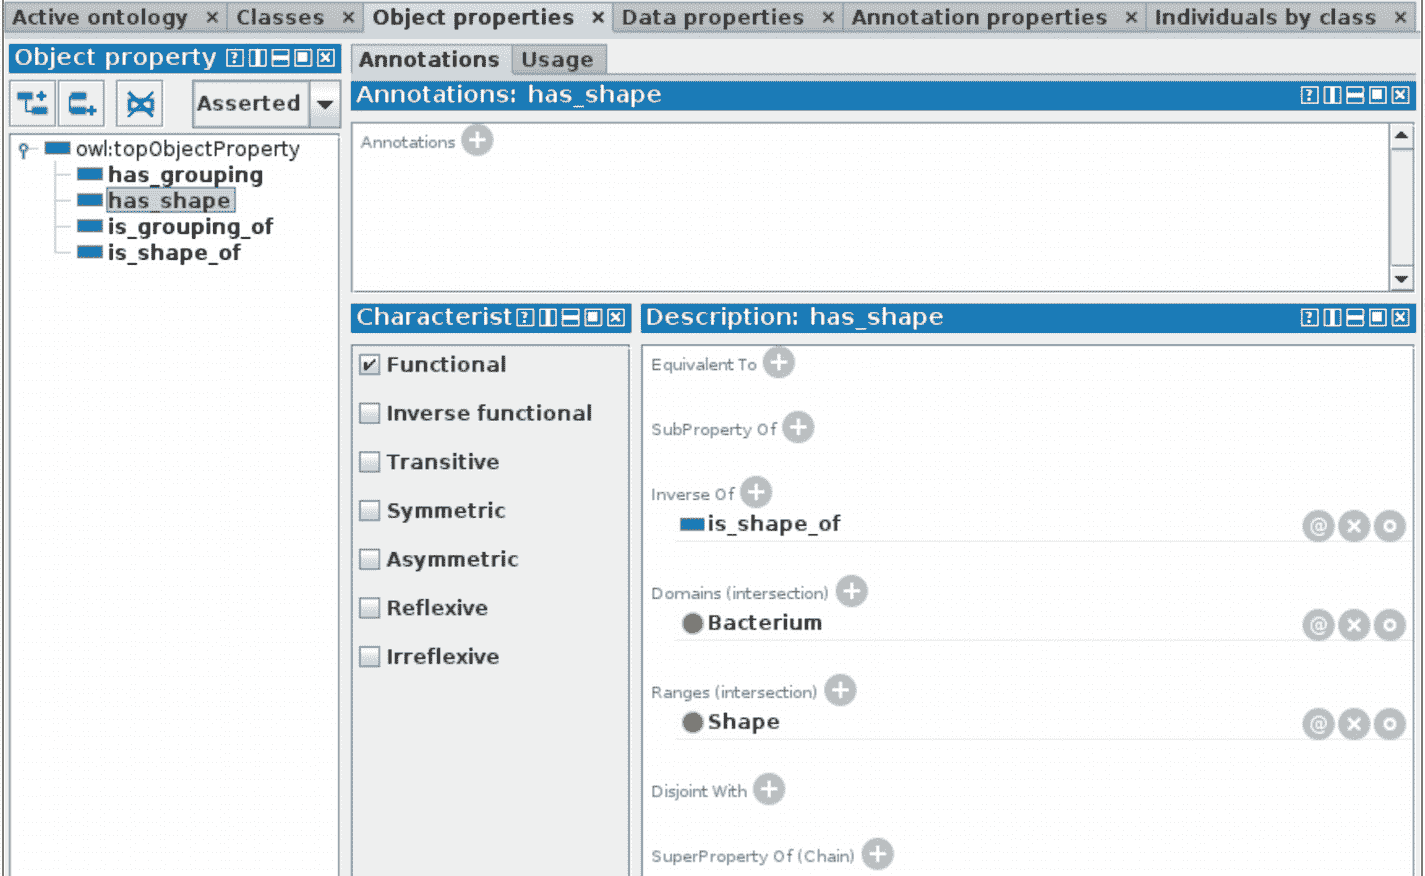 Active ontology × Classes × Object properties × Data properties × Annotation properties × Individuals by class ×
Object property
Asserted
owl:topObjectProperty
has_grouping
has_shape
is_grouping_of
is_shape_of
Annotations Usage
Annotations: has_shape
Annotations
Characterist
Functional
Inverse functional
Transitive
Symmetric
Asymmetric
Reflexive
Irreflexive
Description: has_shape
Equivalent To
SubProperty Of
Inverse Of
is_shape_of
Domains (intersection)
Bacterium
Ranges (intersection)
Shape
Disjoint With
SuperProperty Of (Chain)